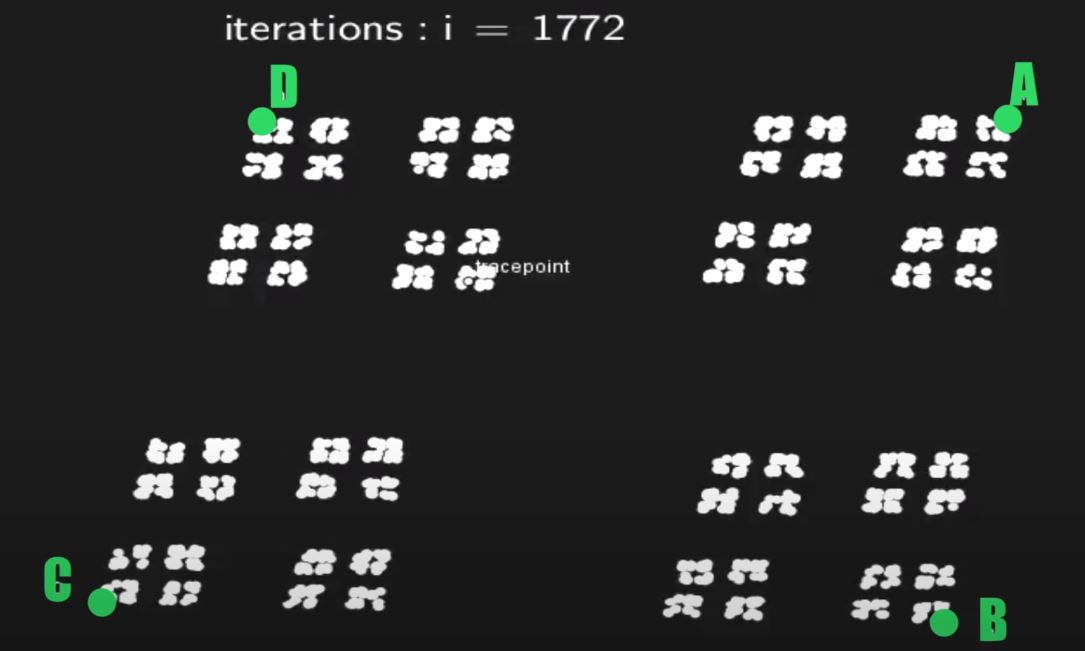 iterations : i = 1772
D
A
tracepoint
C
B